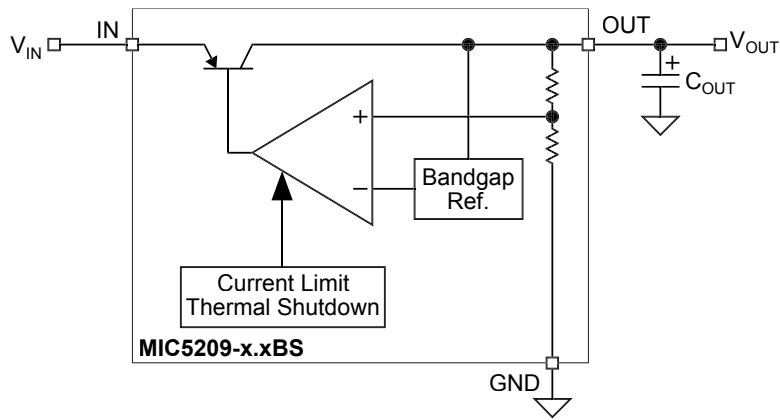 IN
OUT
V_IN
V_OUT
+
C_OUT
+
−
Bandgap
Ref.
Current Limit
Thermal Shutdown
MIC5209-x.xBS
GND